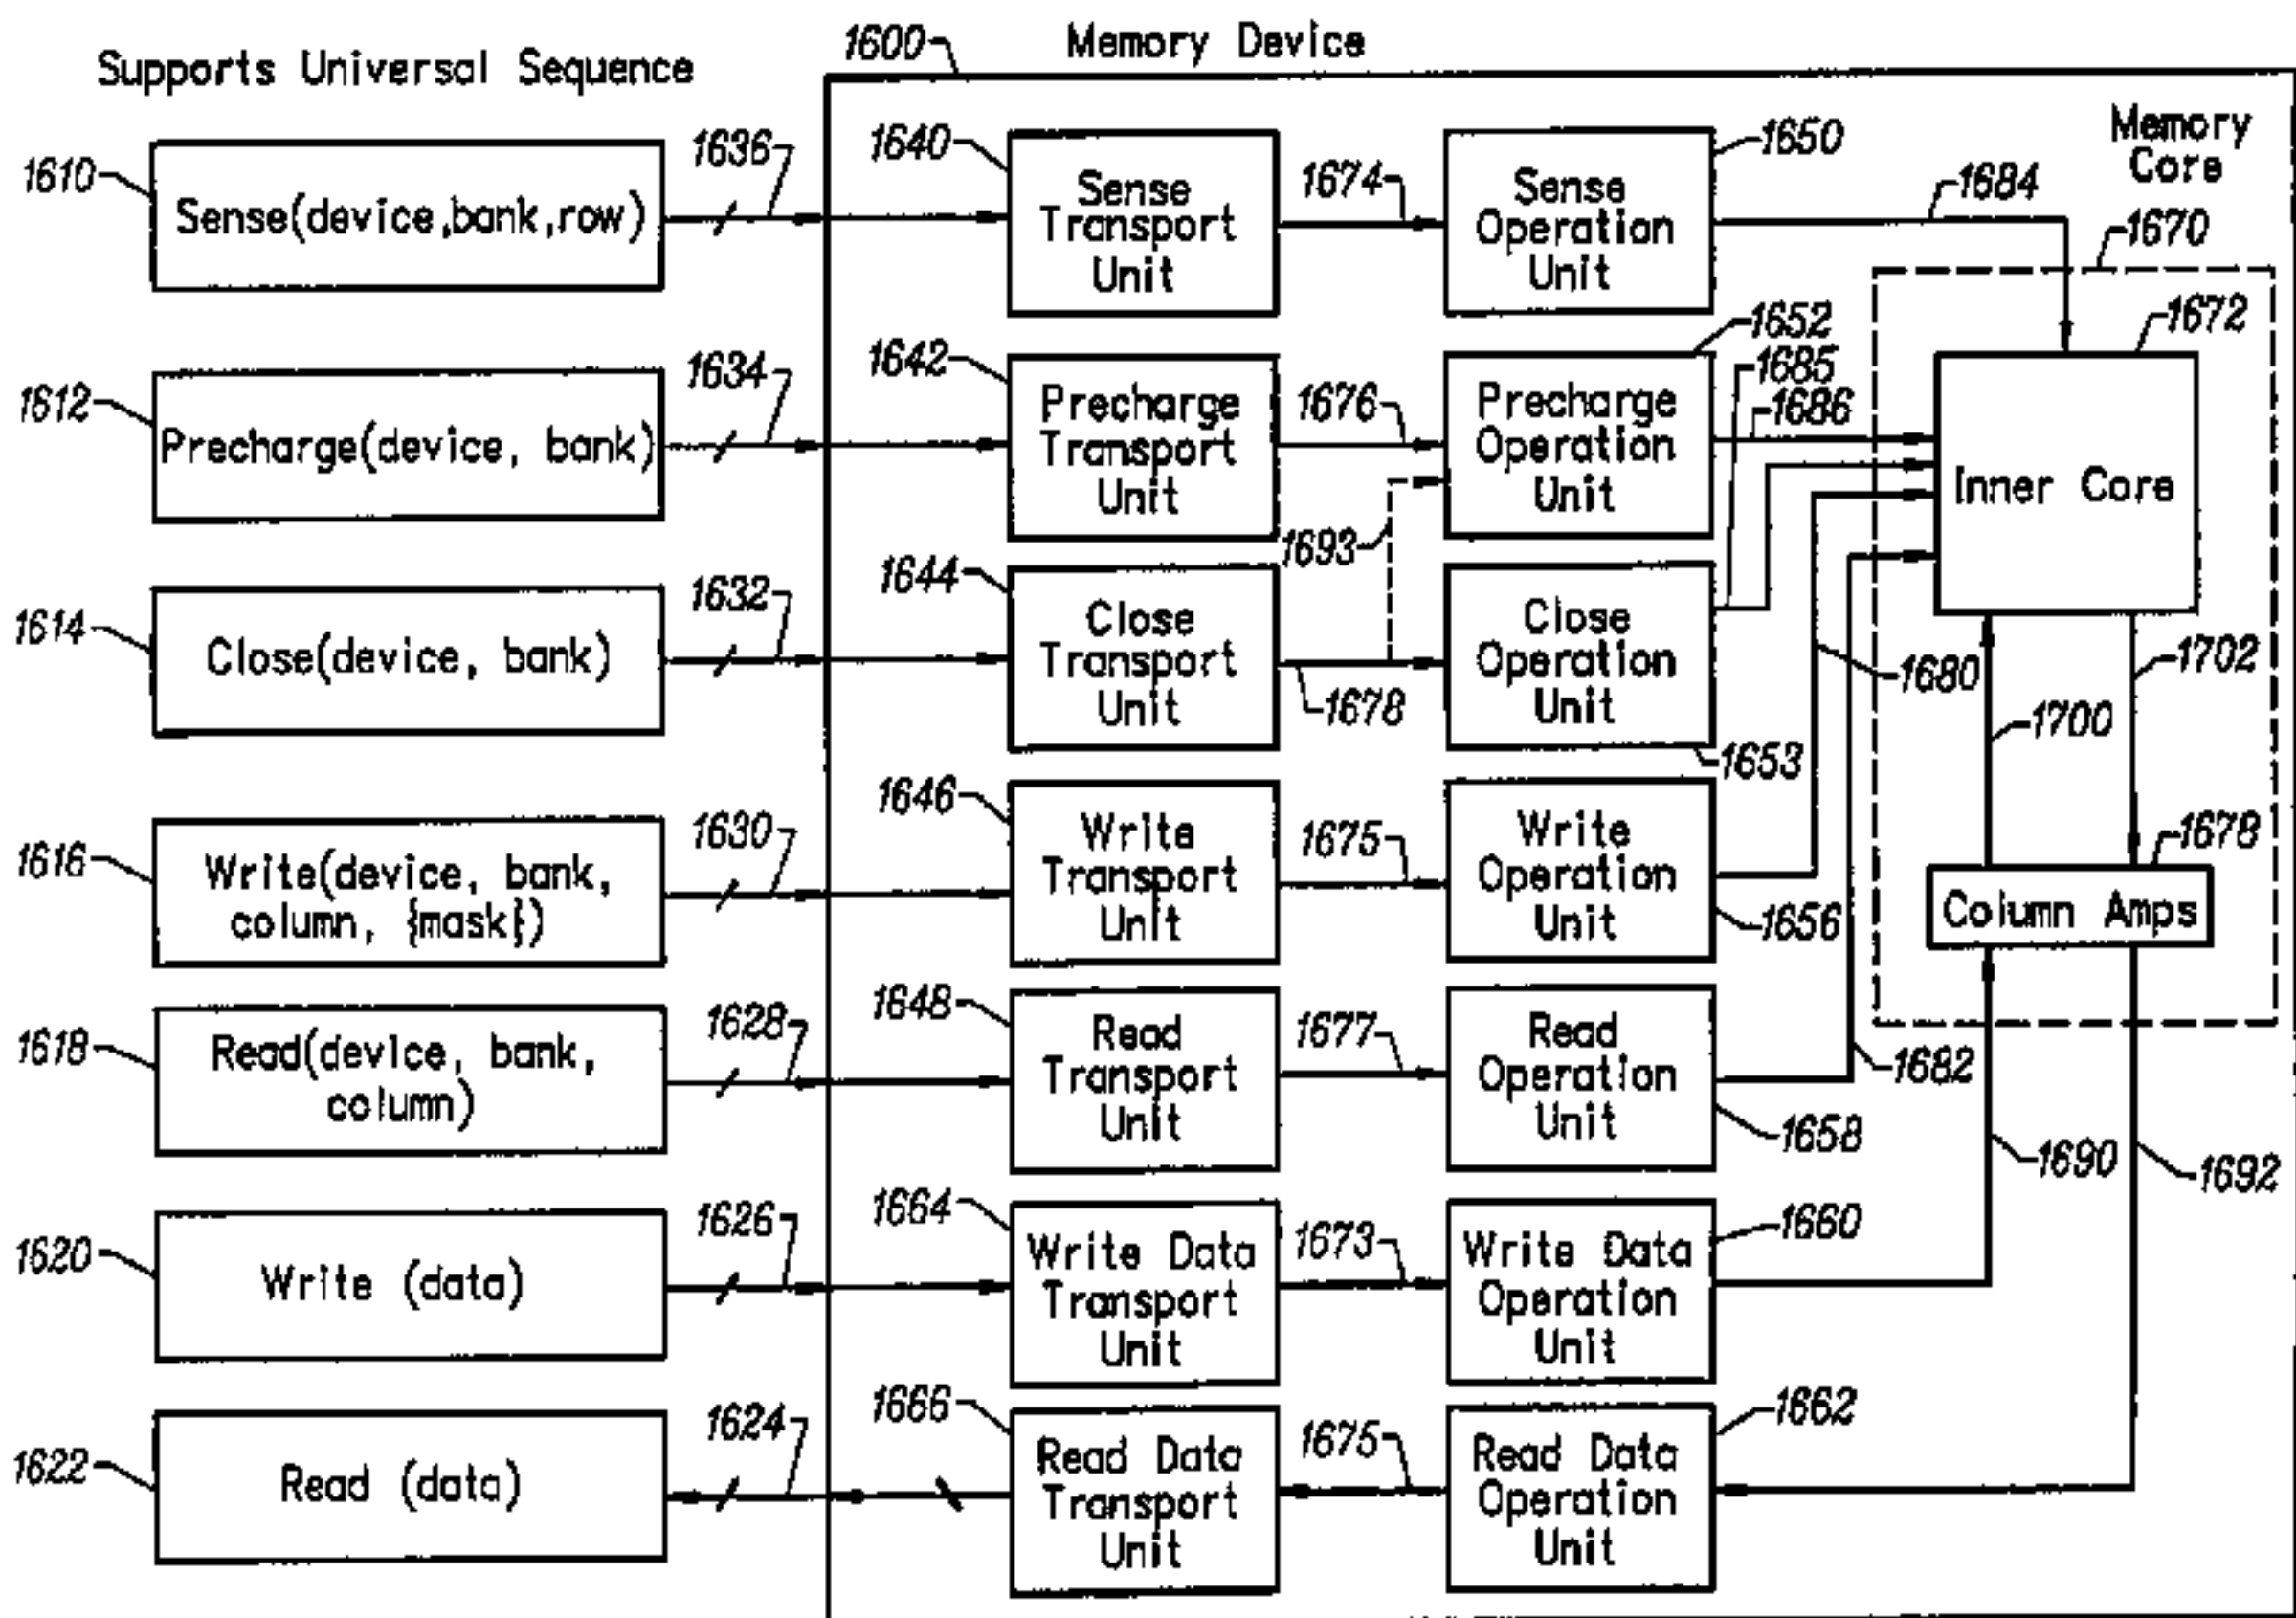 Supports Universal Sequence
1600
Memory Device
Memory
Core
1610
Sense(device,bank,row)
1636
1640
Sense
Transport
Unit
1674
Sense
Operation
Unit
1650
1684
1670
1672
Inner Core
1612
Precharge(device, bank)
1634
1642
Precharge
Transport
Unit
1676
Precharge
Operation
Unit
1652
1685
1686
1693
1614
Close(device, bank)
1632
1644
Close
Transport
Unit
1678
Close
Operation
Unit
1653
1680
1700
1702
1616
Write(device, bank,
column, {mask})
1630
1646
Write
Transport
Unit
1675
Write
Operation
Unit
1656
1678
Column Amps
1618
Read(device, bank,
column)
1628
1648
Read
Transport
Unit
1677
Read
Operation
Unit
1658
1682
1690
1692
1620
Write (data)
1626
1664
Write Data
Transport
Unit
1673
Write Data
Operation
Unit
1660
1622
Read (data)
1624
1666
Read Data
Transport
Unit
1675
Read Data
Operation
Unit
1662